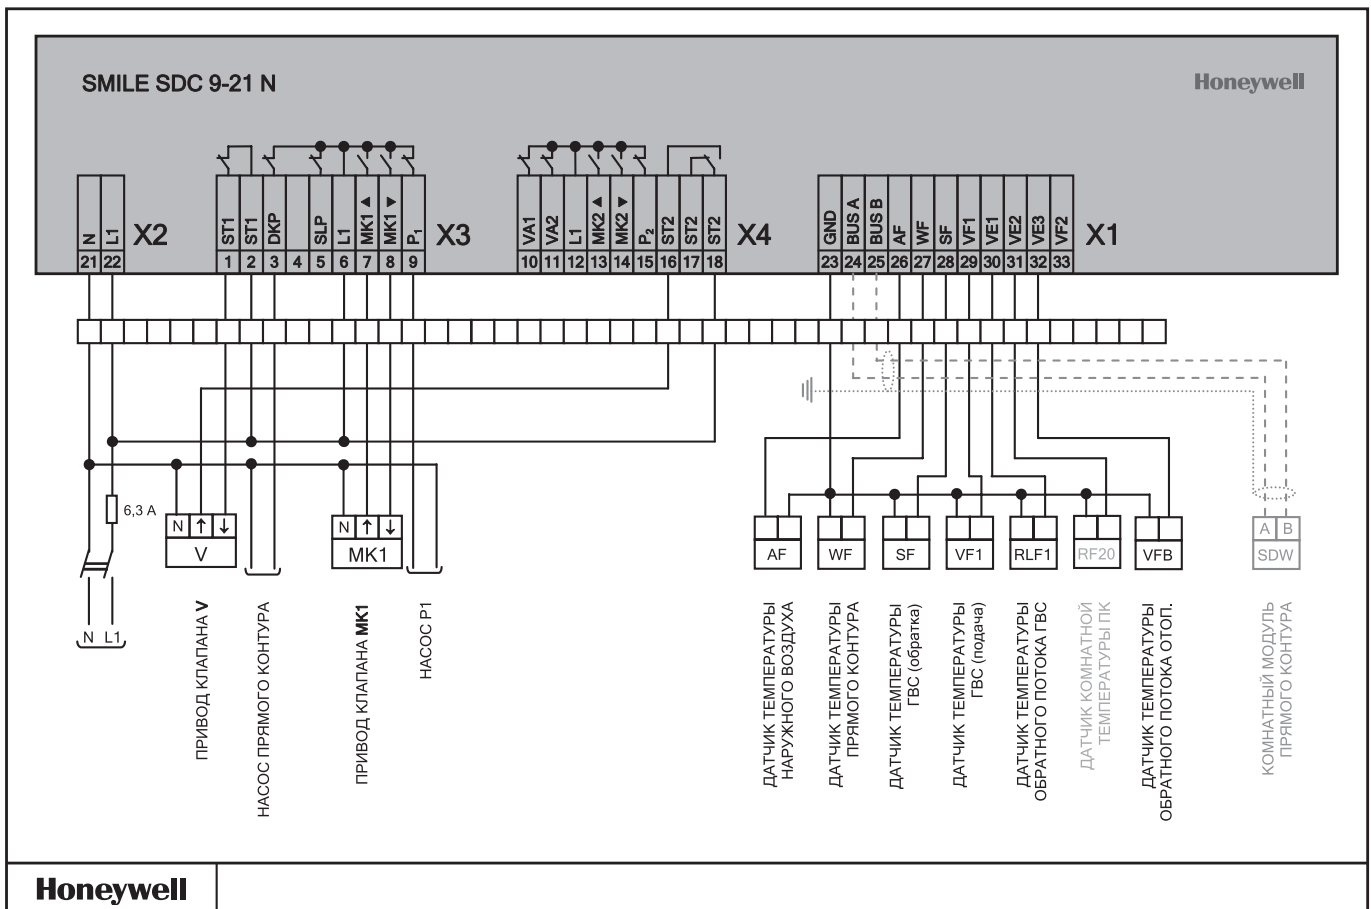 SMILE SDC 9-21 N
Honeywell
N L1 X2
21 22
ST1 ST1 DKP SLP L1 MK1 ▲ MK1 ▼ P1 X3
1 2 3 4 5 6 7 8 9
VA1 VA2 L1 MK2 ▲ MK2 ▼ P2 ST2 ST2 ST2 X4
10 11 12 13 14 15 16 17 18
GND BUS A BUS B AF WF SF VF1 VE1 VE2 VE3 VF2 X1
23 24 25 26 27 28 29 30 31 32 33
6,3 A
N ↑ ↓
V
N ↑ ↓
MK1
AF
WF
SF
VF1
RLF1
RF20
VFB
A B
SDW
N L1
ПРИВОД КЛАПАНА V
НАСОС ПРЯМОГО КОНТУРА
ПРИВОД КЛАПАНА MK1
НАСОС P1
ДАТЧИК ТЕМПЕРАТУРЫ
НАРУЖНОГО ВОЗДУХА
ДАТЧИК ТЕМПЕРАТУРЫ
ПРЯМОГО КОНТУРА
ДАТЧИК ТЕМПЕРАТУРЫ
ГВС (обратка)
ДАТЧИК ТЕМПЕРАТУРЫ
ГВС (подача)
ДАТЧИК ТЕМПЕРАТУРЫ
ОБРАТНОГО ПОТОКА ГВС
ДАТЧИК КОМНАТНОЙ
ТЕМПЕРАТУРЫ ПК
ДАТЧИК ТЕМПЕРАТУРЫ
ОБРАТНОГО ПОТОКА ОТОП.
КОМНАТНЫЙ МОДУЛЬ
ПРЯМОГО КОНТУРА
Honeywell